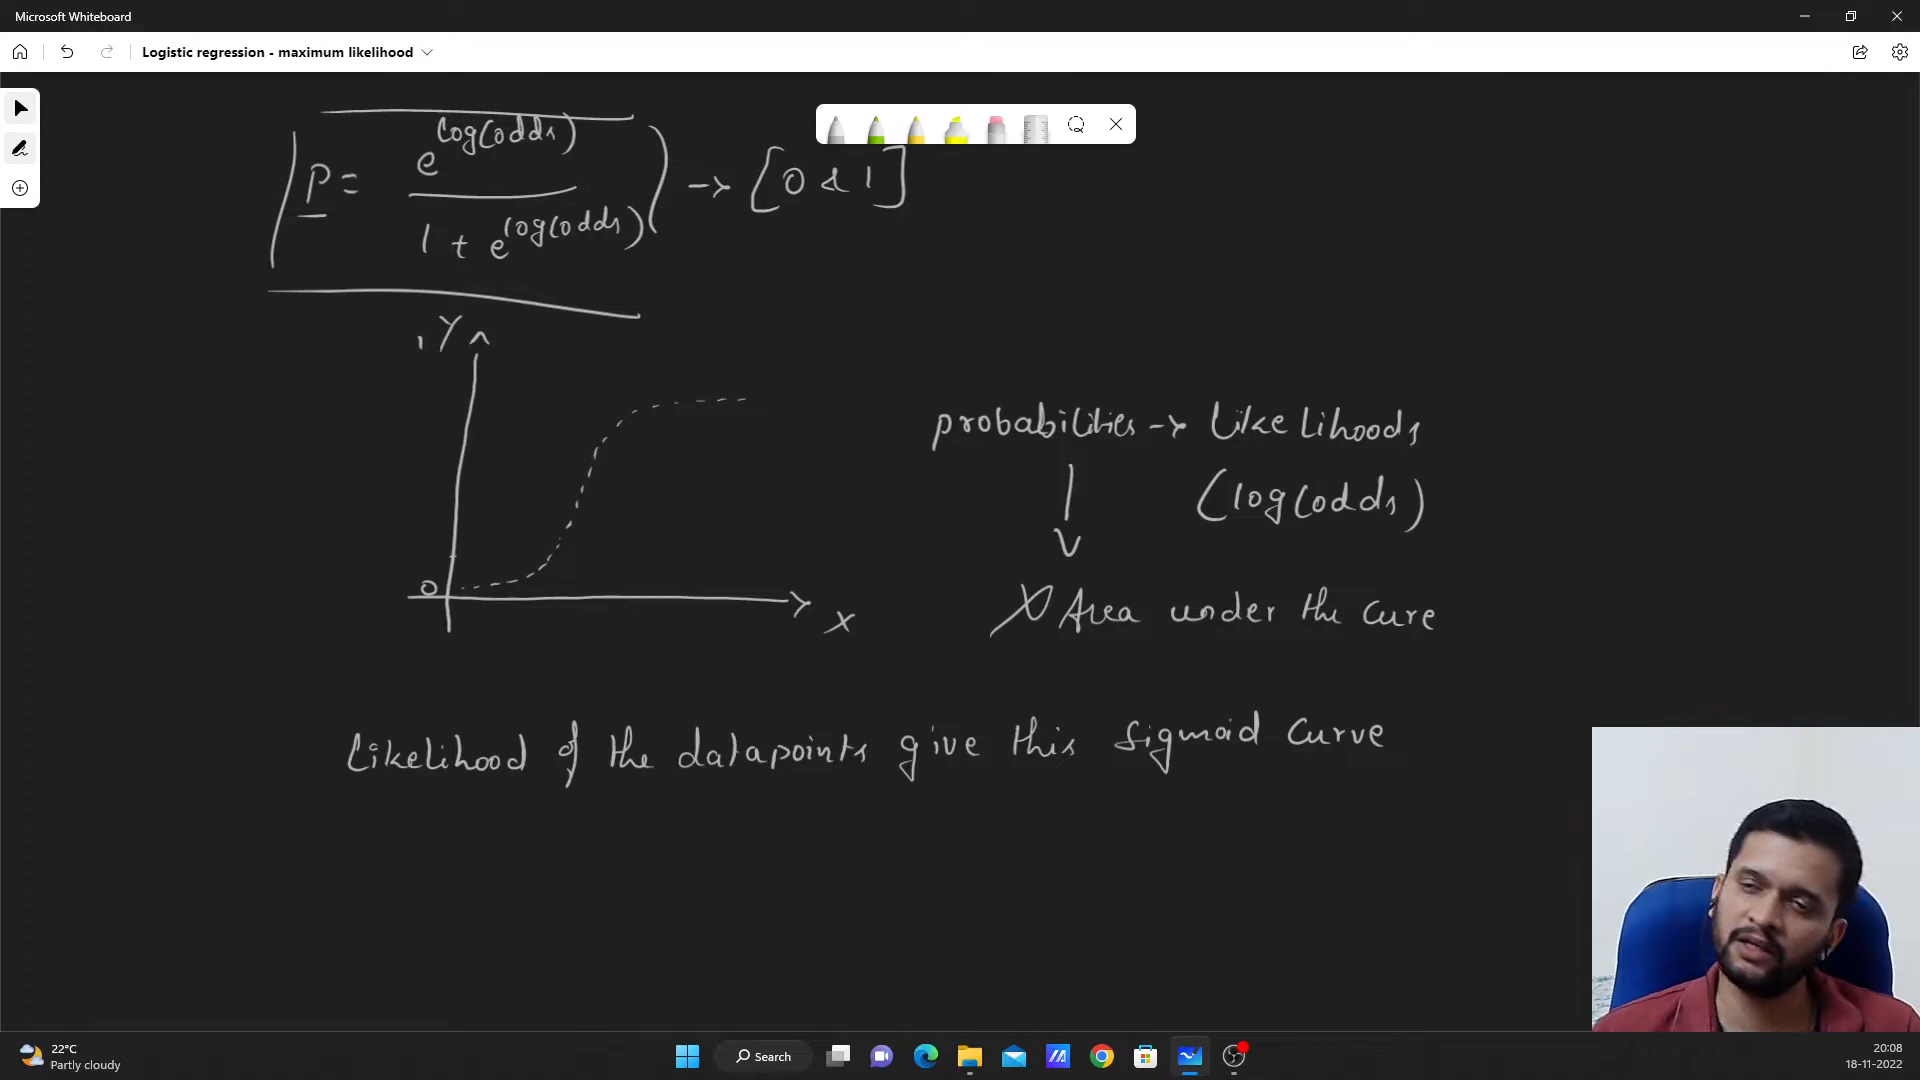 Microsoft Whiteboard
Logistic regression - maximum likelihood
P = e^log(odds) / 1 + e^log(odds) -> [0 & 1]
1 Y
0
X
probabilities -> Likelihoods
(log(odds)
X Area under the cure
Likelihood of the datapoints give this Sigmoid Curve
22°C
Partly cloudy
Search
20:08
18-11-2022